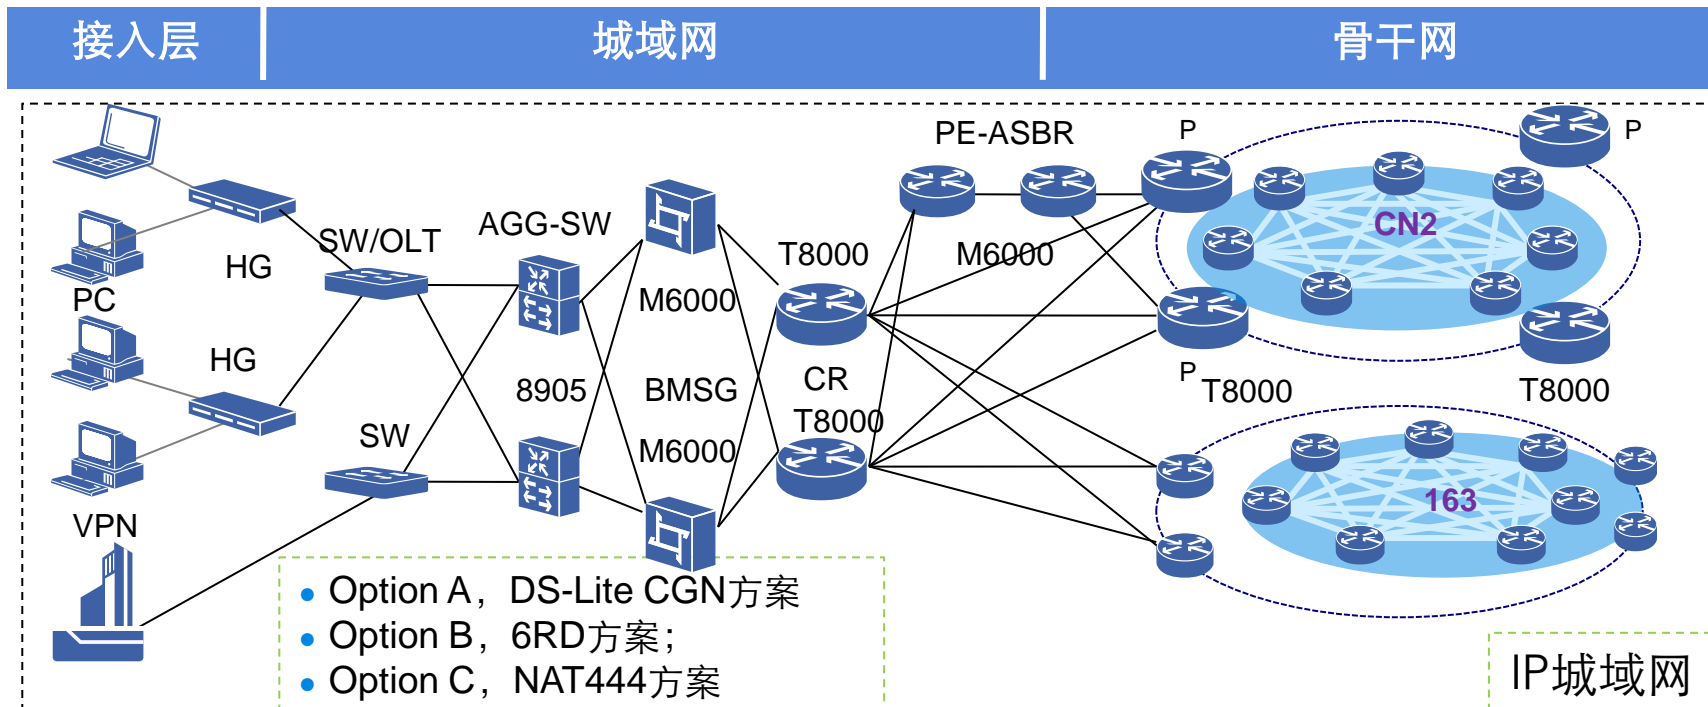 接入层
城域网
骨干网
PE-ASBR
P
P
SW/OLT
AGG-SW
CN2
HG
T8000
M6000
PC
M6000
HG
8905
BMSG
CR
P
T8000
T8000
T8000
SW
M6000
163
VPN
Option A，DS-Lite CGN方案
Option B，6RD方案；
Option C，NAT444方案
IP城域网